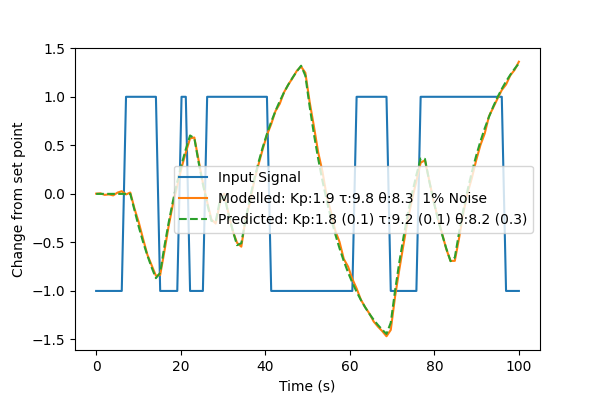 1.5
1.0
0.5
0.0
−0.5
−1.0
−1.5
Change from set point
Input Signal
Modelled: Kp:1.9 τ:9.8 θ:8.3  1% Noise
Predicted: Kp:1.8 (0.1) τ:9.2 (0.1) θ:8.2 (0.3)
0 20 40 60 80 100
Time (s)